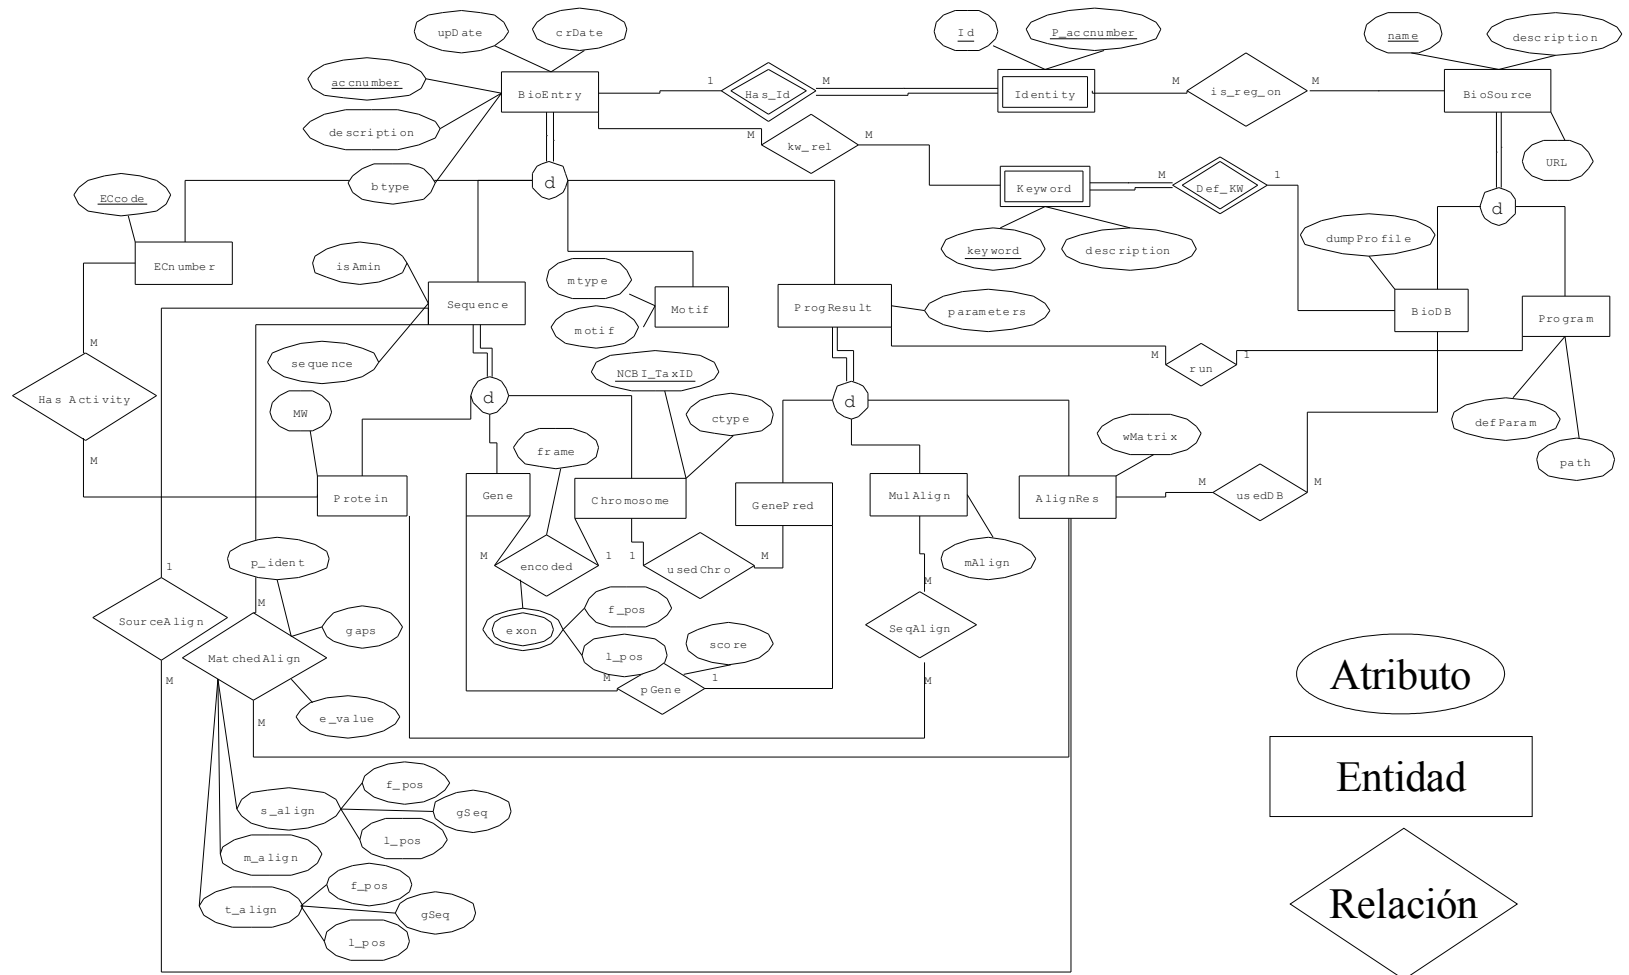 upDate
crDate
Id
P_accnumber
name
description
accnumber
BioEntry
1
Has_Id
M
Identity
M
is_reg_on
M
BioSource
description
M
kw_rel
M
URL
btype
d
Keyword
M
Def_KW
1
ECcode
d
keyword
description
dumpProfile
ECnumber
isAmin
mtype
Sequence
Motif
ProgResult
parameters
BioDB
Program
motif
M
sequence
M
run
1
NCBI_TaxID
Has Activity
d
d
MW
ctype
defParam
wMatrix
frame
M
path
Protein
Gene
Chromosome
GenePred
MulAlign
AlignRes
M
usedDB
M
M
encoded
1
1
usedChro
M
mAlign
p_ident
1
M
M
f_pos
SourceAlign
exon
SeqAlign
gaps
MatchedAlign
l_pos
score
M
M
pGene
1
M
Atributo
e_value
M
Entidad
f_pos
s_align
gSeq
l_pos
m_align
f_pos
t_align
gSeq
l_pos
Relación